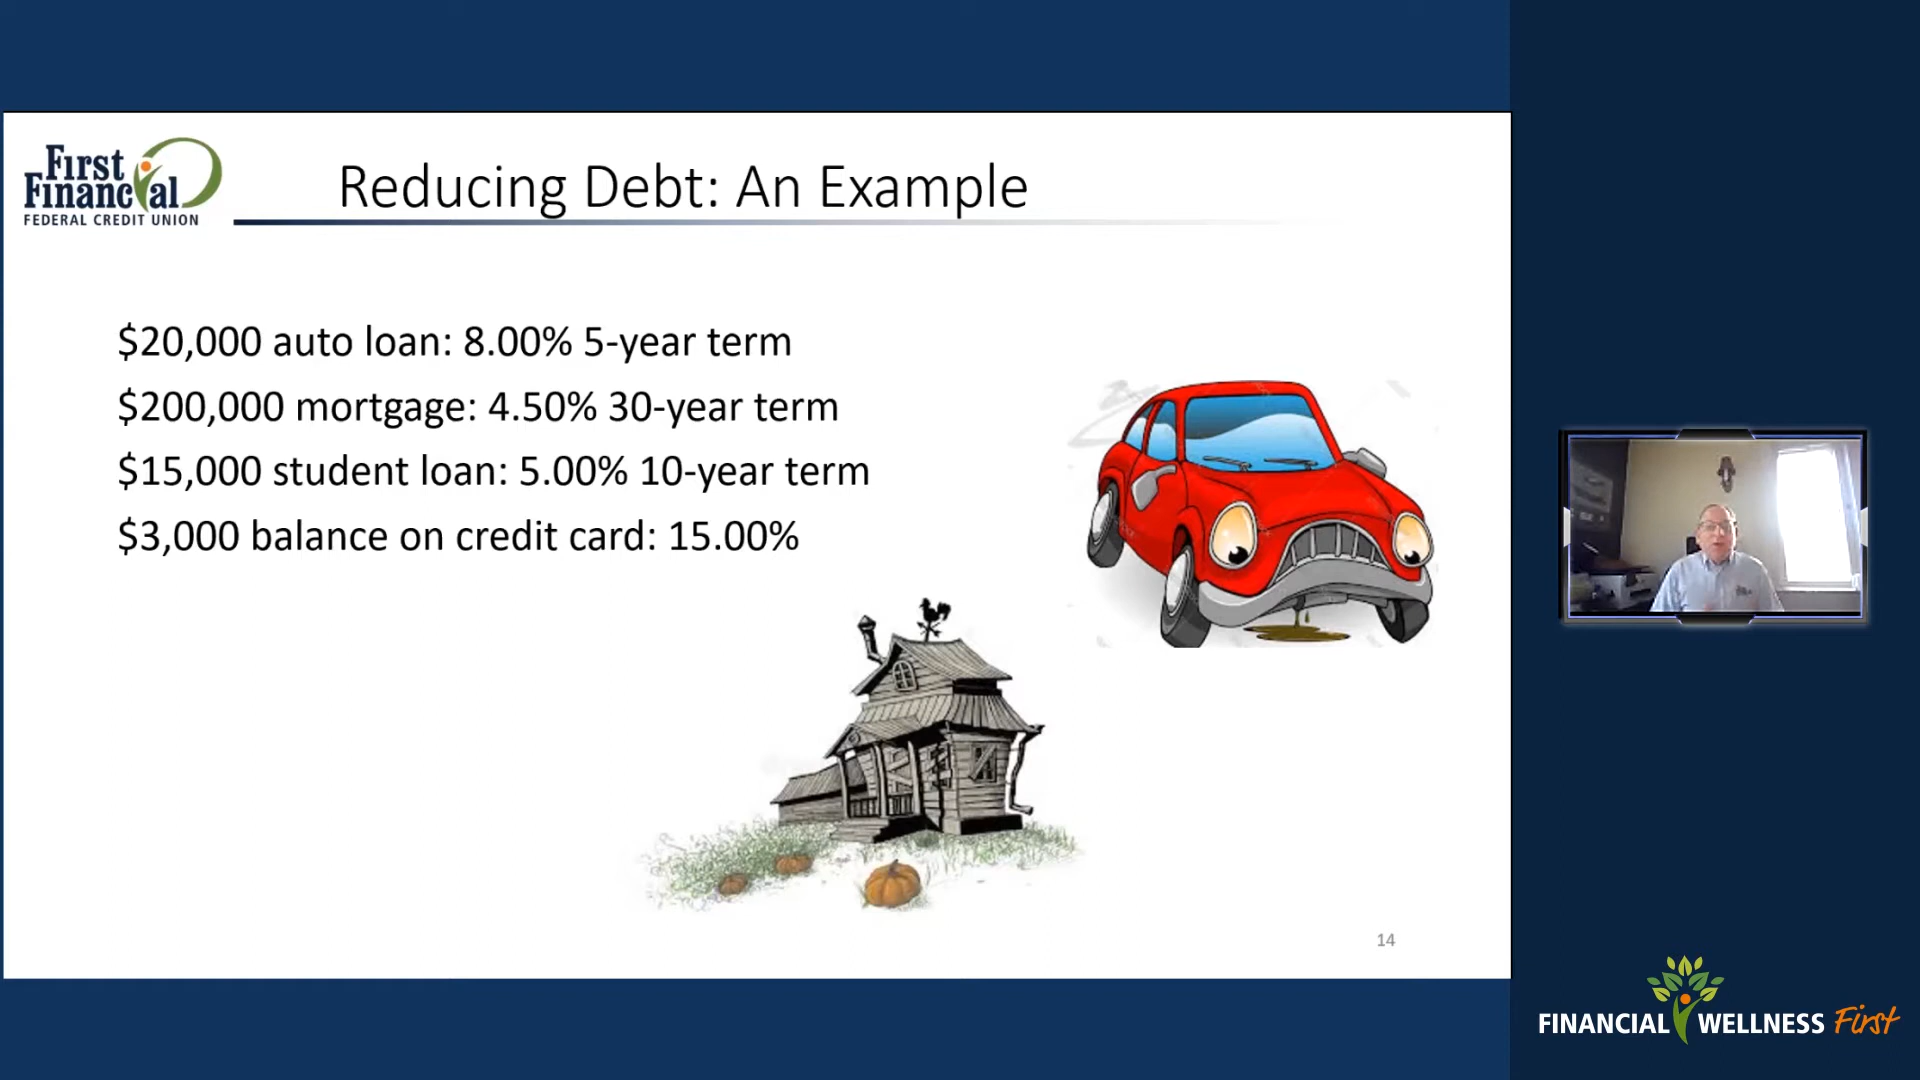 First
Financial
FEDERAL CREDIT UNION
Reducing Debt: An Example
$20,000 auto loan: 8.00% 5-year term
$200,000 mortgage: 4.50% 30-year term
$15,000 student loan: 5.00% 10-year term
$3,000 balance on credit card: 15.00%
14
FINANCIAL WELLNESS First